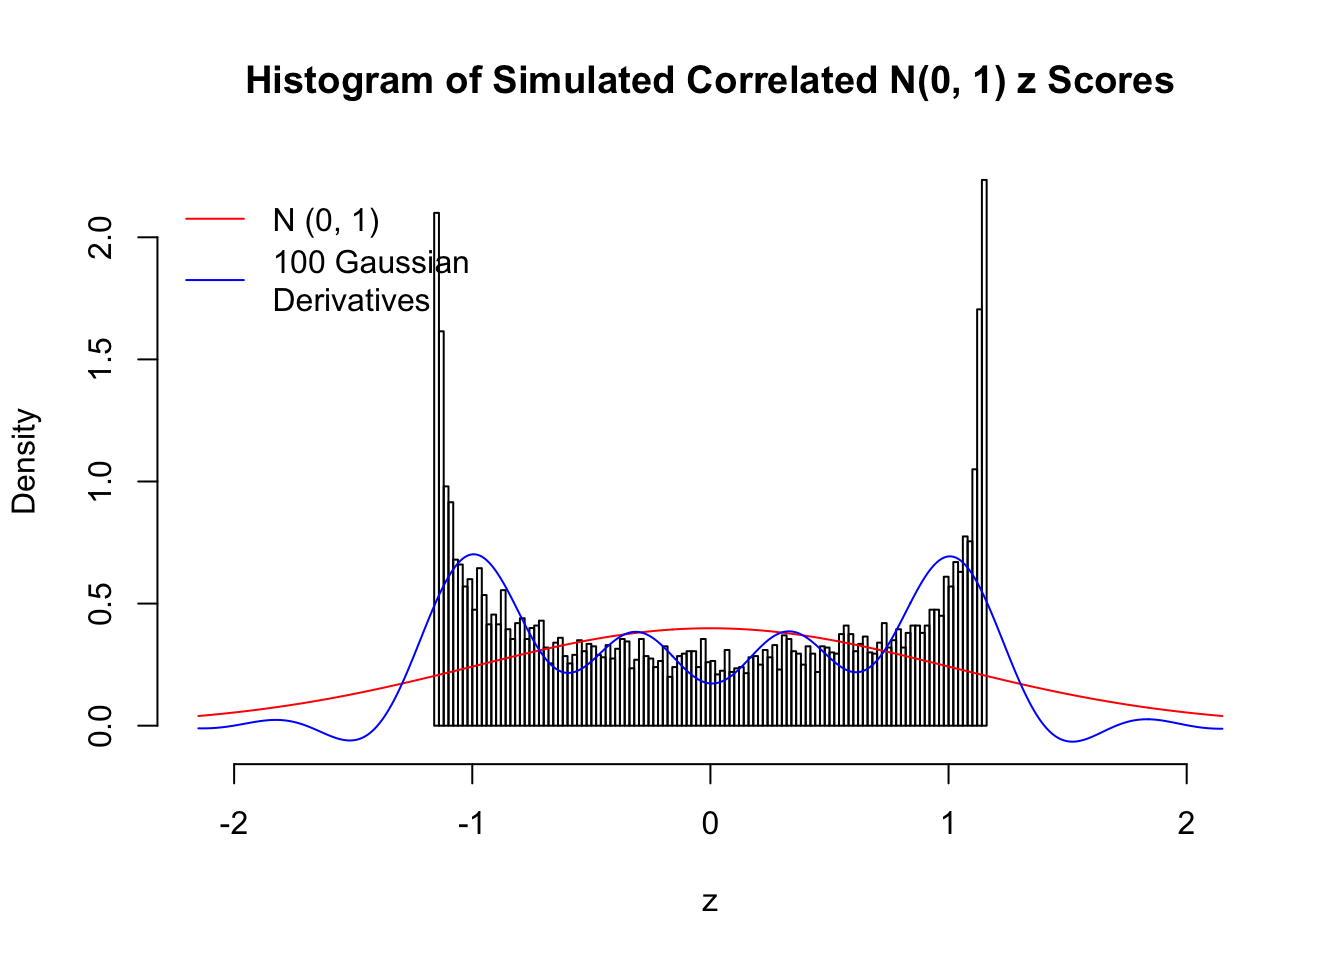 Histogram of Simulated Correlated N(0, 1) z Scores
N (0, 1)
100 Gaussian
Derivatives
Density
0.0
0.5
1.0
1.5
2.0
-2
-1
0
1
2
z